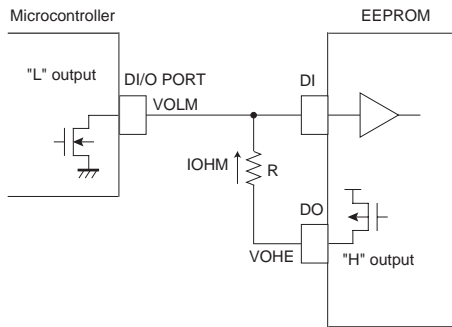 Microcontroller
EEPROM
"L" output
DI/O PORT
DI
VOLM
IOHM
R
DO
VOHE
"H" output